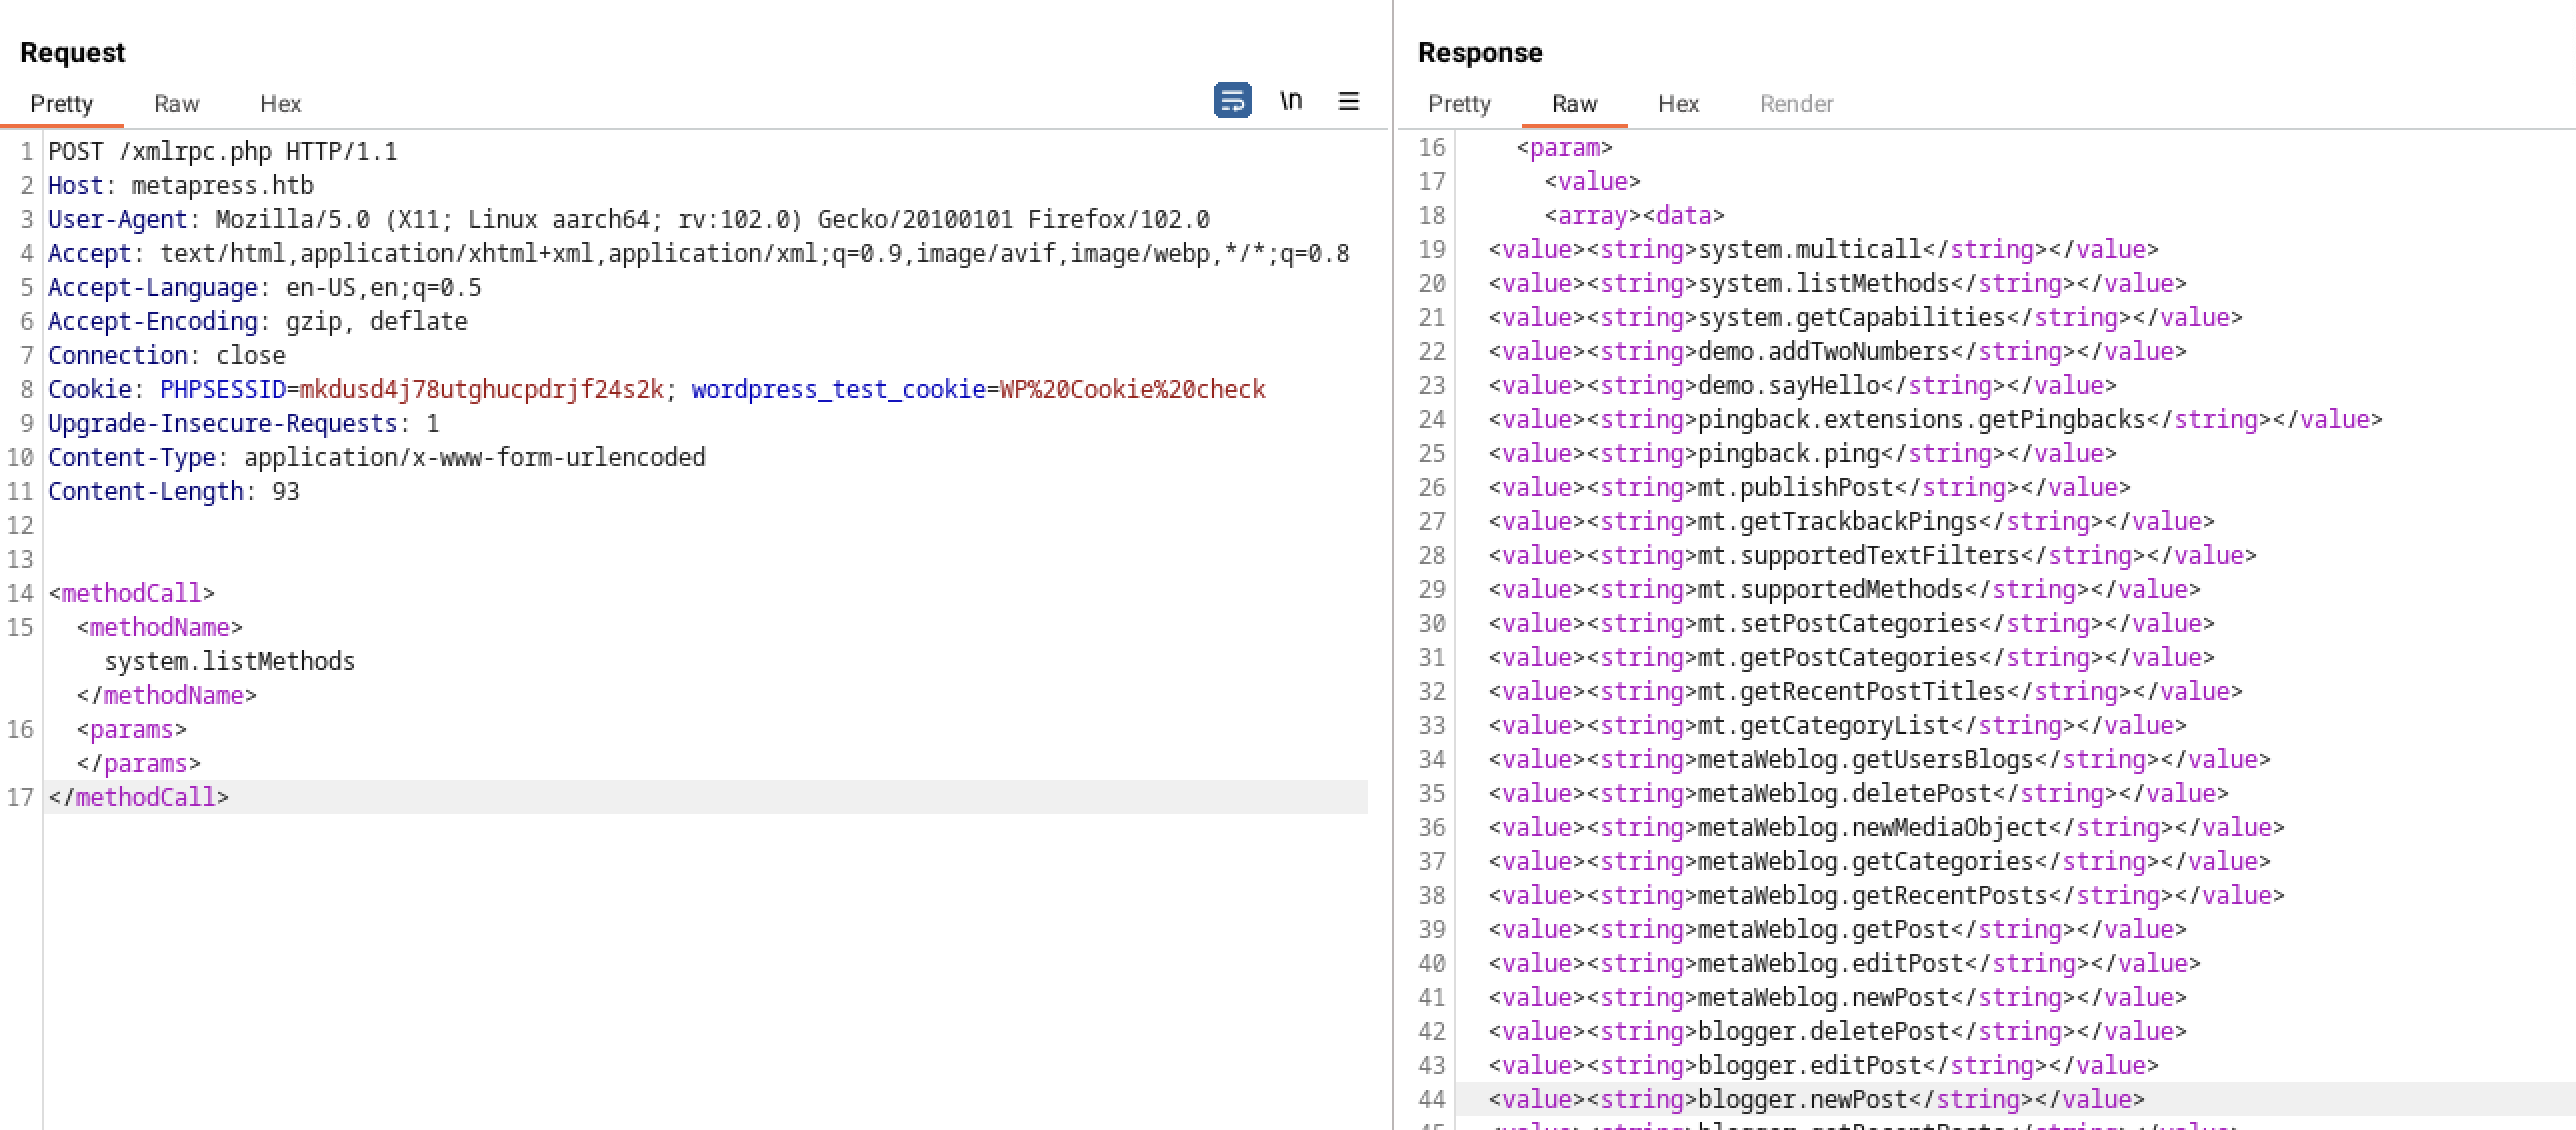 Request
Pretty Raw Hex \n
1 POST /xmlrpc.php HTTP/1.1
2 Host: metapress.htb
3 User-Agent: Mozilla/5.0 (X11; Linux aarch64; rv:102.0) Gecko/20100101 Firefox/102.0
4 Accept: text/html,application/xhtml+xml,application/xml;q=0.9,image/avif,image/webp,*/*;q=0.8
5 Accept-Language: en-US,en;q=0.5
6 Accept-Encoding: gzip, deflate
7 Connection: close
8 Cookie: PHPSESSID=mkdusd4j78utghucpdrjf24s2k; wordpress_test_cookie=WP%20Cookie%20check
9 Upgrade-Insecure-Requests: 1
10 Content-Type: application/x-www-form-urlencoded
11 Content-Length: 93
12
13
14 <methodCall>
15 <methodName>
system.listMethods
</methodName>
16 <params>
</params>
17 </methodCall>
Response
Pretty Raw Hex Render
16 <param>
17 <value>
18 <array><data>
19 <value><string>system.multicall</string></value>
20 <value><string>system.listMethods</string></value>
21 <value><string>system.getCapabilities</string></value>
22 <value><string>demo.addTwoNumbers</string></value>
23 <value><string>demo.sayHello</string></value>
24 <value><string>pingback.extensions.getPingbacks</string></value>
25 <value><string>pingback.ping</string></value>
26 <value><string>mt.publishPost</string></value>
27 <value><string>mt.getTrackbackPings</string></value>
28 <value><string>mt.supportedTextFilters</string></value>
29 <value><string>mt.supportedMethods</string></value>
30 <value><string>mt.setPostCategories</string></value>
31 <value><string>mt.getPostCategories</string></value>
32 <value><string>mt.getRecentPostTitles</string></value>
33 <value><string>mt.getCategoryList</string></value>
34 <value><string>metaWeblog.getUsersBlogs</string></value>
35 <value><string>metaWeblog.deletePost</string></value>
36 <value><string>metaWeblog.newMediaObject</string></value>
37 <value><string>metaWeblog.getCategories</string></value>
38 <value><string>metaWeblog.getRecentPosts</string></value>
39 <value><string>metaWeblog.getPost</string></value>
40 <value><string>metaWeblog.editPost</string></value>
41 <value><string>metaWeblog.newPost</string></value>
42 <value><string>blogger.deletePost</string></value>
43 <value><string>blogger.editPost</string></value>
44 <value><string>blogger.newPost</string></value>